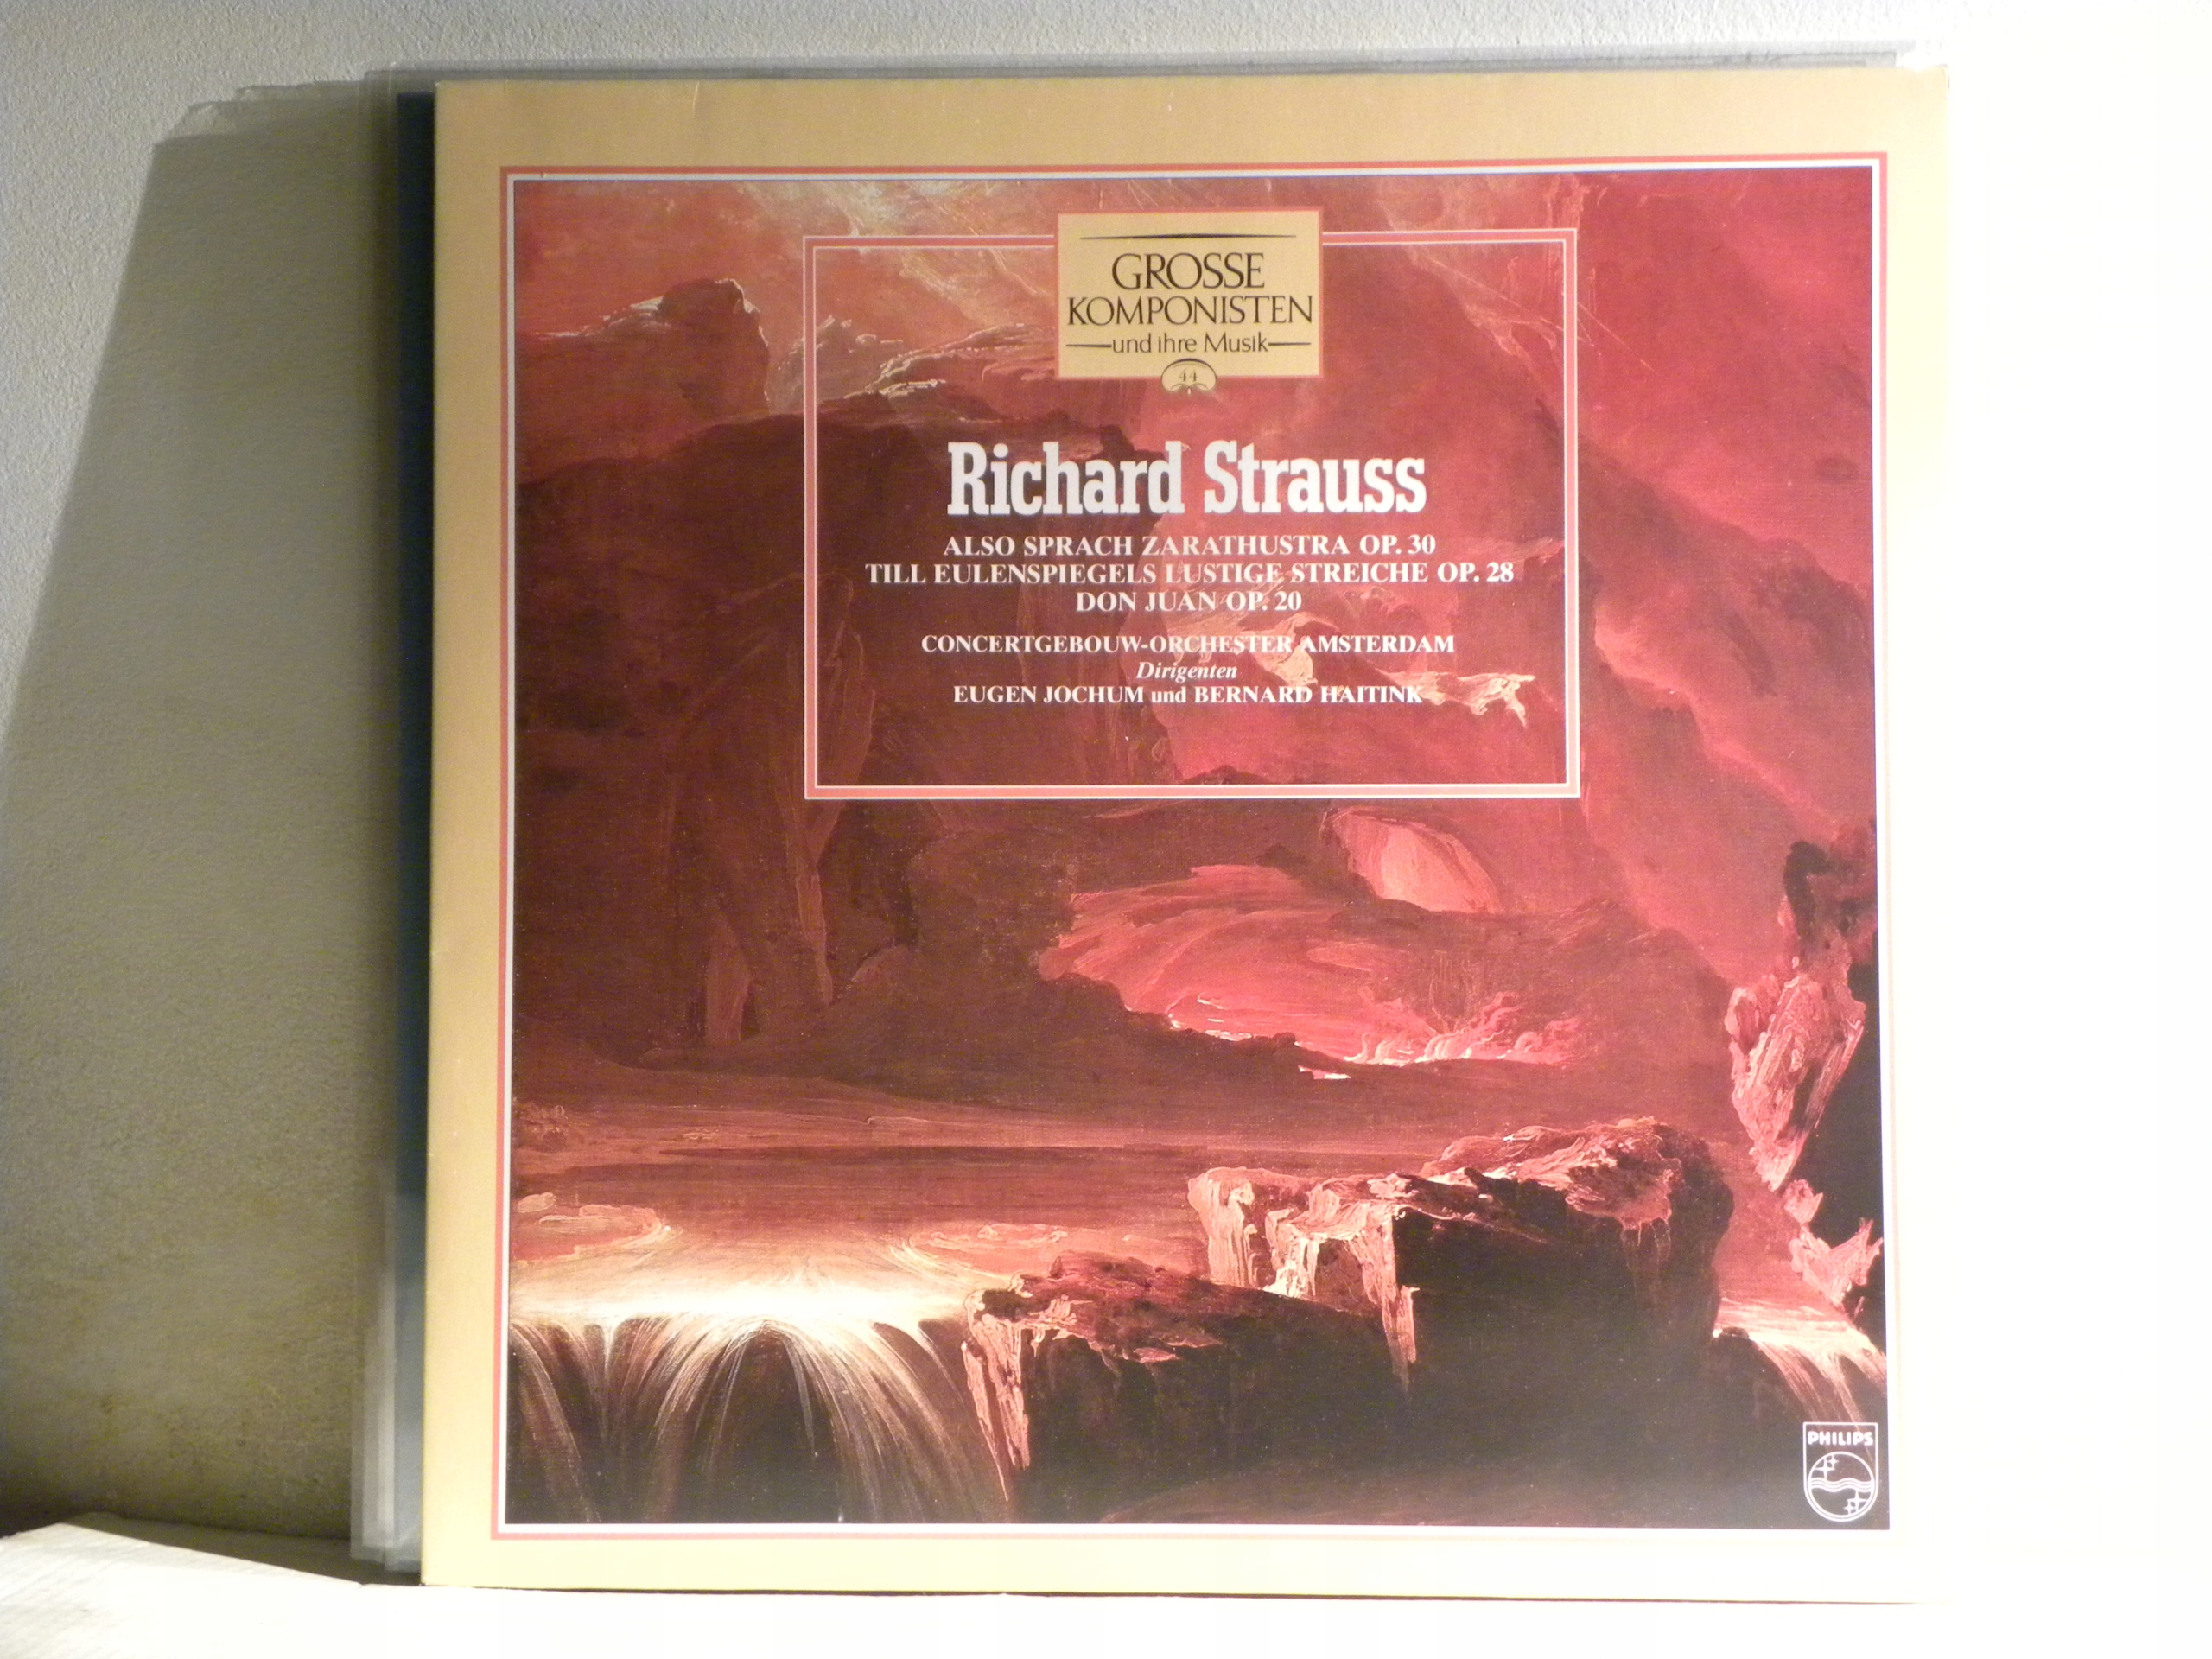 GROSSE
KOMPONISTEN
und ihre Musik
44
Richard Strauss
ALSO SPRACH ZARATHUSTRA OP. 30
TILL EULENSPIEGELS LUSTIGE STREICHE OP. 28
DON JUAN OP. 20
CONCERTGEBOUW-ORCHESTER AMSTERDAM
Dirigenten
EUGEN JOCHUM und BERNARD HAITINK
PHILIPS